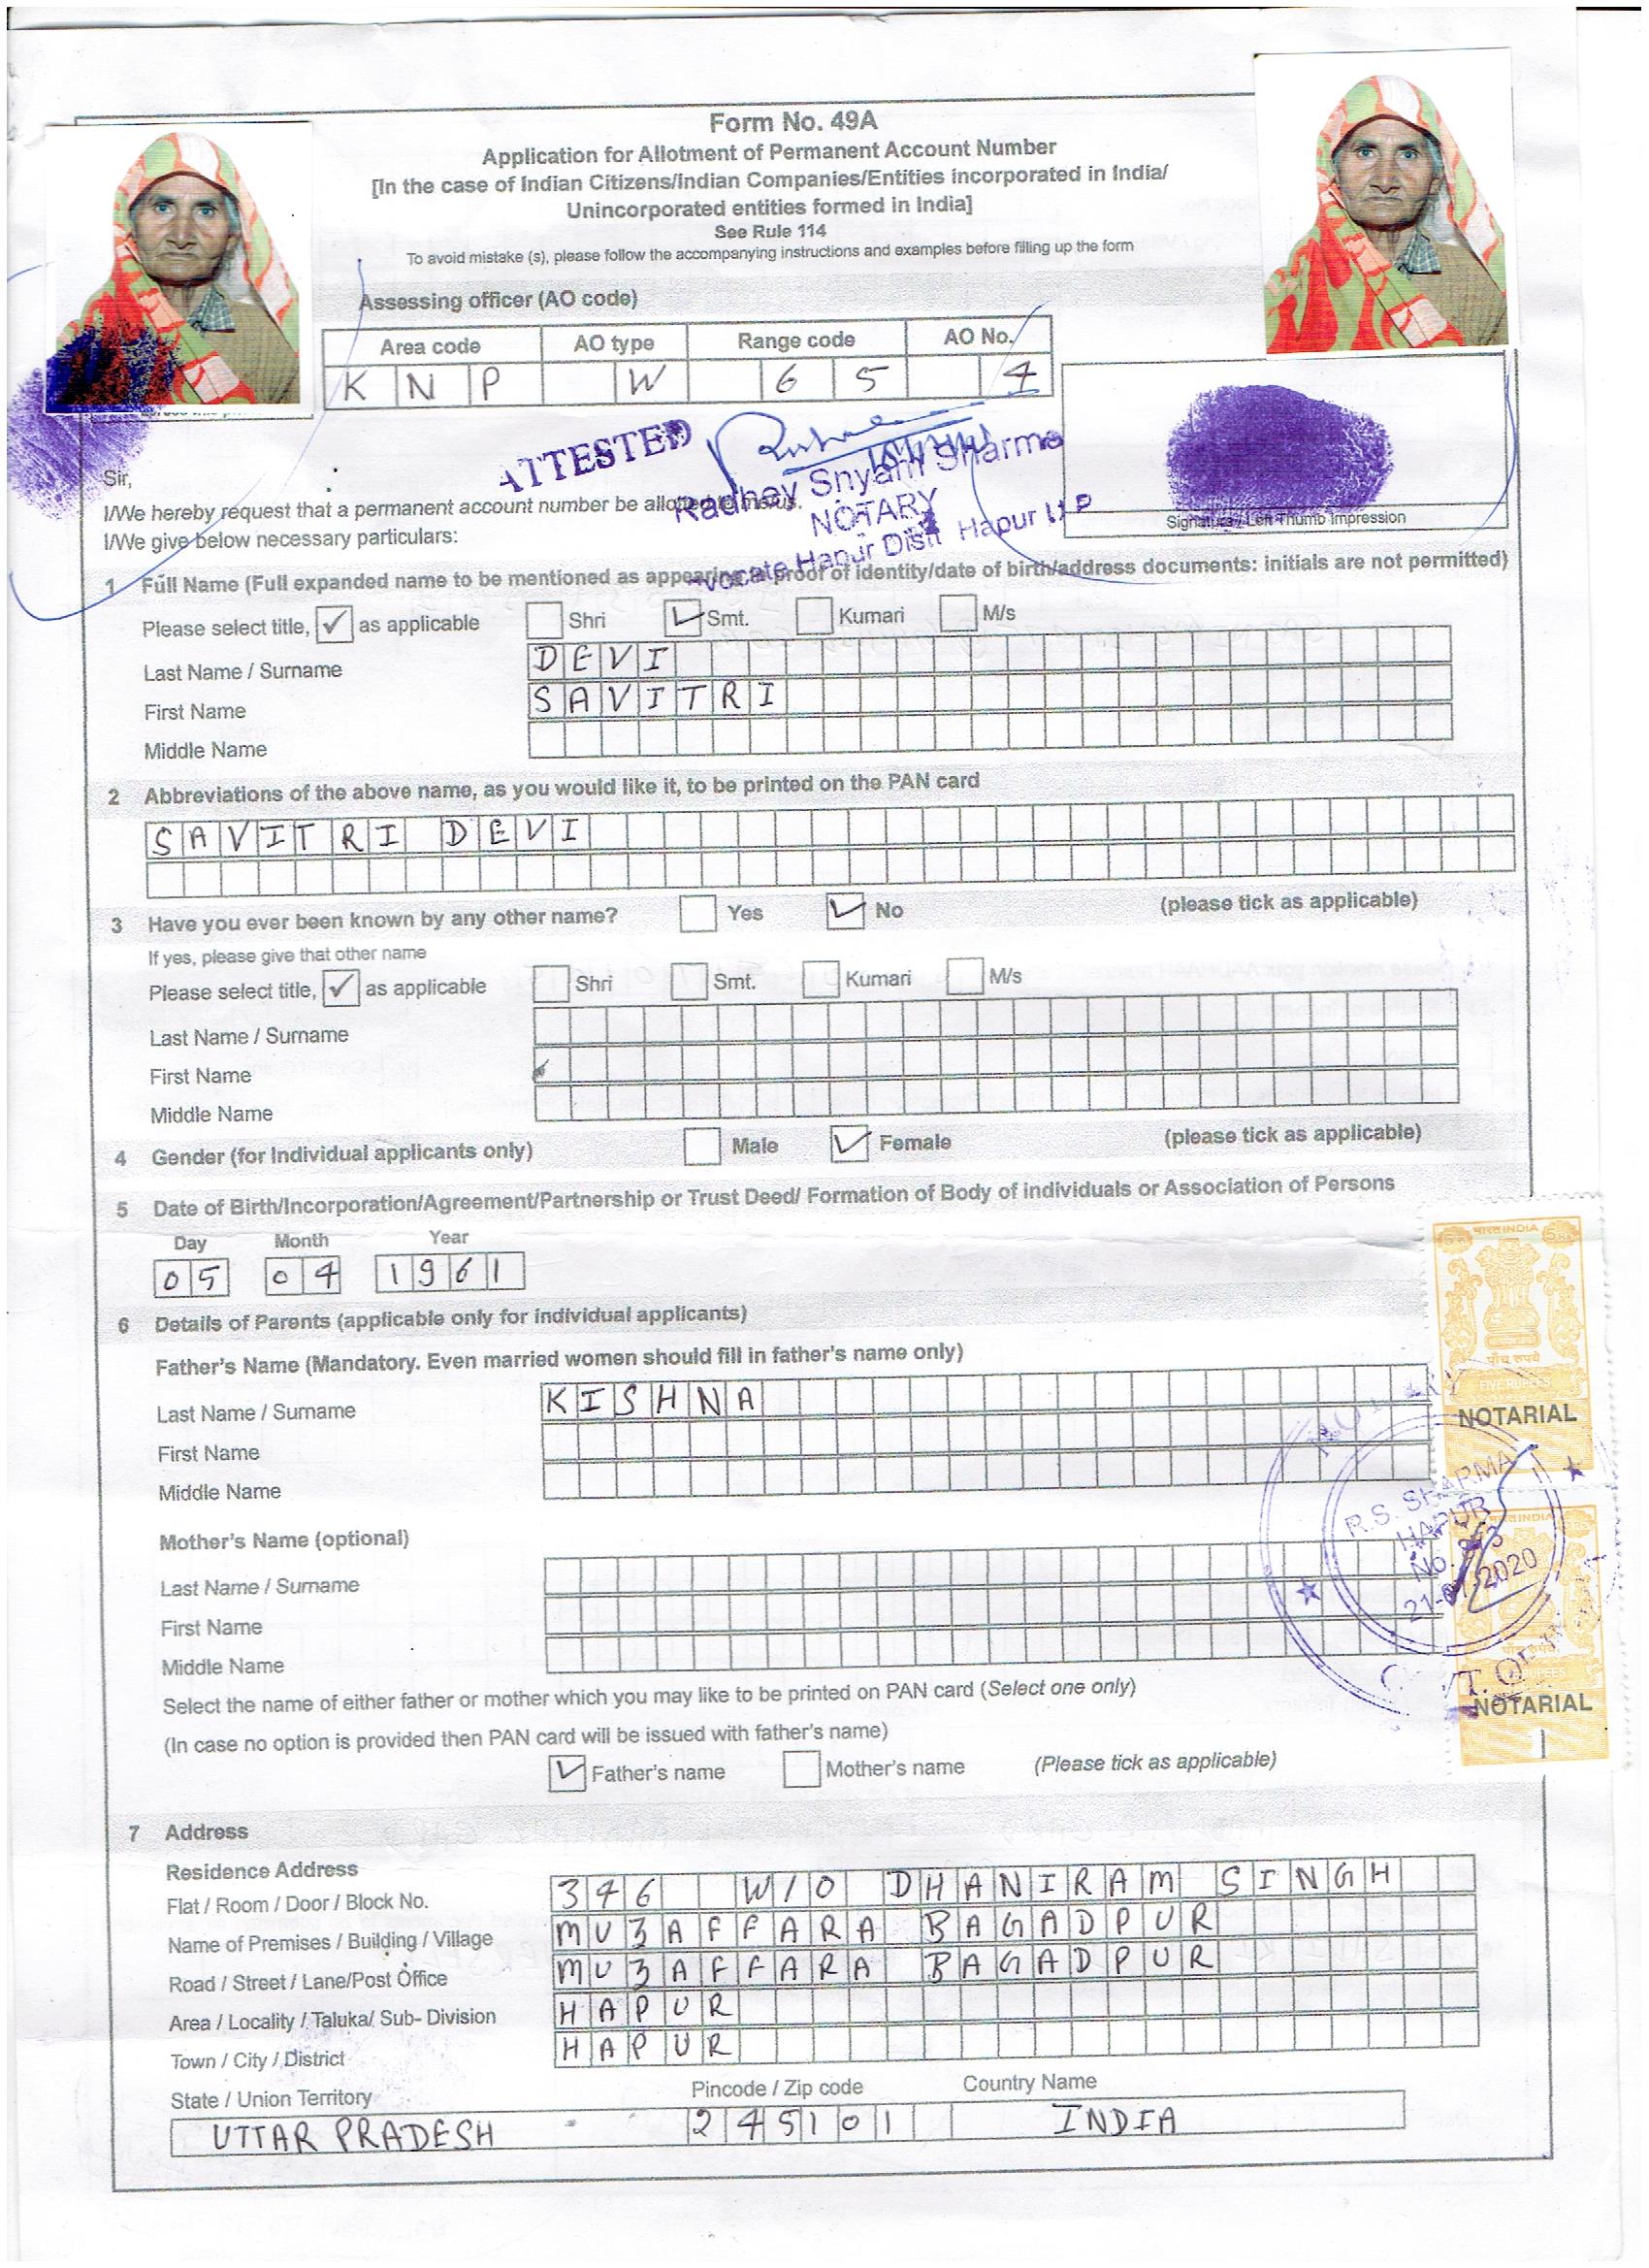 Form No. 49A
Application for Allotment of Permanent Account Number
[In the case of Indian Citizens/Indian Companies/Entities incorporated in India/
Unincorporated entities formed in India]
See Rule 114
To avoid mistake (s), please follow the accompanying instructions and examples before filling up the form
Assessing officer (AO code)
Area code AO type Range code AO No.
KNP W 65 4
ATTESTED
Radhey Shyam Sharma
NOTARY
Hapur Distt Hapur U P
Signature / Left Thumb Impression
Sir,
I/We hereby request that a permanent account number be allotted to me/us.
I/We give below necessary particulars:
1 Full Name (Full expanded name to be mentioned as appearing in proof of identity/date of birth/address documents: initials are not permitted)
Please select title, ✓ as applicable Shri Smt. Kumari M/s
Last Name / Surname DEVI
First Name SAVITRI
Middle Name
2 Abbreviations of the above name, as you would like it, to be printed on the PAN card
SAVITRI DEVI
3 Have you ever been known by any other name? Yes No (please tick as applicable)
If yes, please give that other name
Please select title, ✓ as applicable Shri Smt. Kumari M/s
Last Name / Surname
First Name
Middle Name
4 Gender (for Individual applicants only) Male Female (please tick as applicable)
5 Date of Birth/Incorporation/Agreement/Partnership or Trust Deed/ Formation of Body of individuals or Association of Persons
Day Month Year
05 04 1961
भारत INDIA
पाँच रुपये
FIVE RUPEES
NOTARIAL
6 Details of Parents (applicable only for individual applicants)
Father's Name (Mandatory. Even married women should fill in father's name only)
Last Name / Surname KISHNA
First Name
Middle Name
R.S. SHARMA
HAPUR
Mother's Name (optional)
Last Name / Surname
First Name
Middle Name
NOTARIAL
Select the name of either father or mother which you may like to be printed on PAN card (Select one only)
(In case no option is provided then PAN card will be issued with father's name)
Father's name Mother's name (Please tick as applicable)
7 Address
Residence Address
Flat / Room / Door / Block No. 346 W/O DHANIRAM SINGH
Name of Premises / Building / Village MUZAFFARA BAGADPUR
Road / Street / Lane/Post Office MUZAFFARA BAGADPUR
Area / Locality / Taluka/ Sub- Division HAPUR
Town / City / District HAPUR
State / Union Territory Pincode / Zip code Country Name
UTTAR PRADESH 245101 INDIA